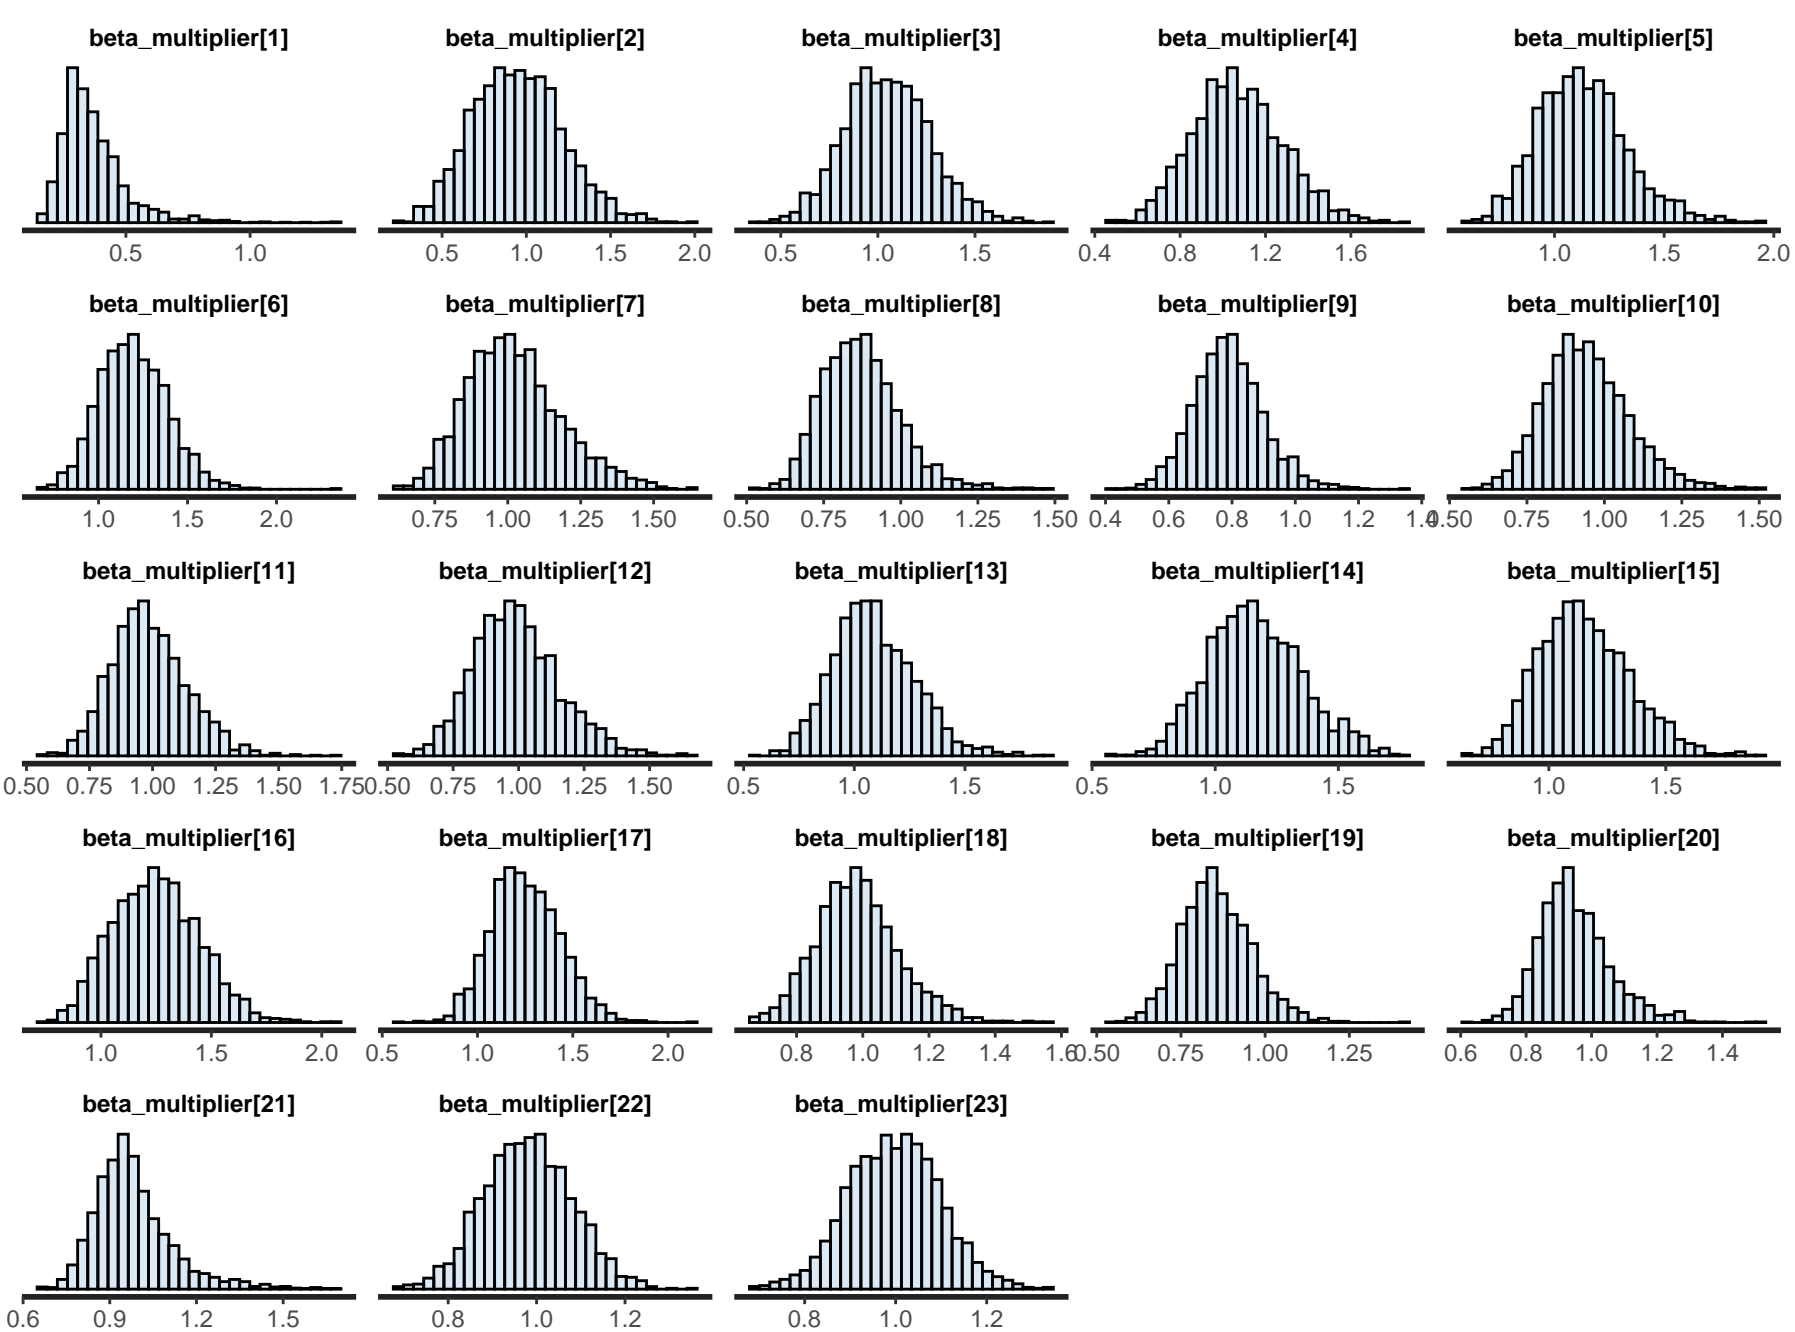 beta_multiplier[1] beta_multiplier[2] beta_multiplier[3] beta_multiplier[4] beta_multiplier[5]
0.5 1.0 0.5 1.0 1.5 2.0 0.5 1.0 1.5 0.4 0.8 1.2 1.6 1.0 1.5 2.0
beta_multiplier[6] beta_multiplier[7] beta_multiplier[8] beta_multiplier[9] beta_multiplier[10]
1.0 1.5 2.0 0.75 1.00 1.25 1.50 0.50 0.75 1.00 1.25 1.50 0.4 0.6 0.8 1.0 1.2 1.4 0.50 0.75 1.00 1.25 1.50
beta_multiplier[11] beta_multiplier[12] beta_multiplier[13] beta_multiplier[14] beta_multiplier[15]
0.50 0.75 1.00 1.25 1.50 1.75 0.50 0.75 1.00 1.25 1.50 0.5 1.0 1.5 0.5 1.0 1.5 1.0 1.5
beta_multiplier[16] beta_multiplier[17] beta_multiplier[18] beta_multiplier[19] beta_multiplier[20]
1.0 1.5 2.0 0.5 1.0 1.5 2.0 0.8 1.0 1.2 1.4 1.6 0.50 0.75 1.00 1.25 0.6 0.8 1.0 1.2 1.4
beta_multiplier[21] beta_multiplier[22] beta_multiplier[23]
0.6 0.9 1.2 1.5 0.8 1.0 1.2 0.8 1.0 1.2